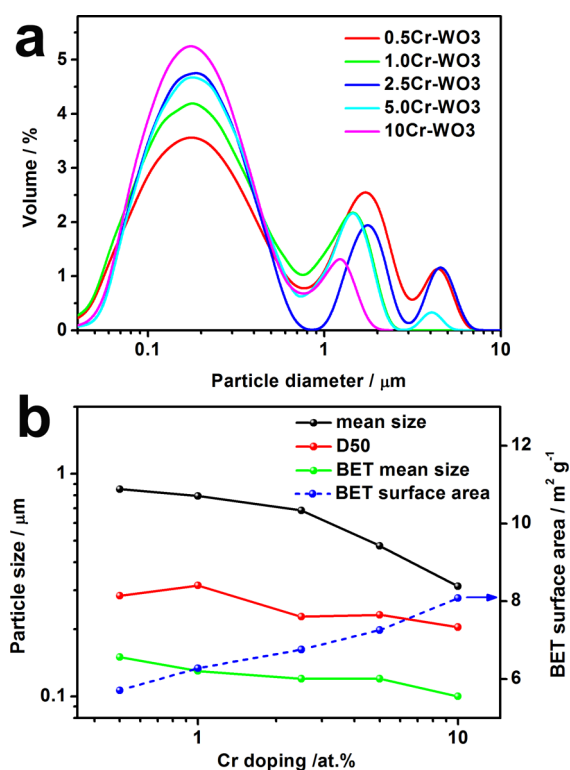 a
0.5Cr-WO3
1.0Cr-WO3
2.5Cr-WO3
5.0Cr-WO3
10Cr-WO3
Volume / %
5
4
3
2
1
0
0.1
1
10
Particle diameter / μm
b
mean size
D50
BET mean size
BET surface area
Particle size / μm
1
0.1
12
10
8
6
BET surface area / m² g⁻¹
1
10
Cr doping /at.%